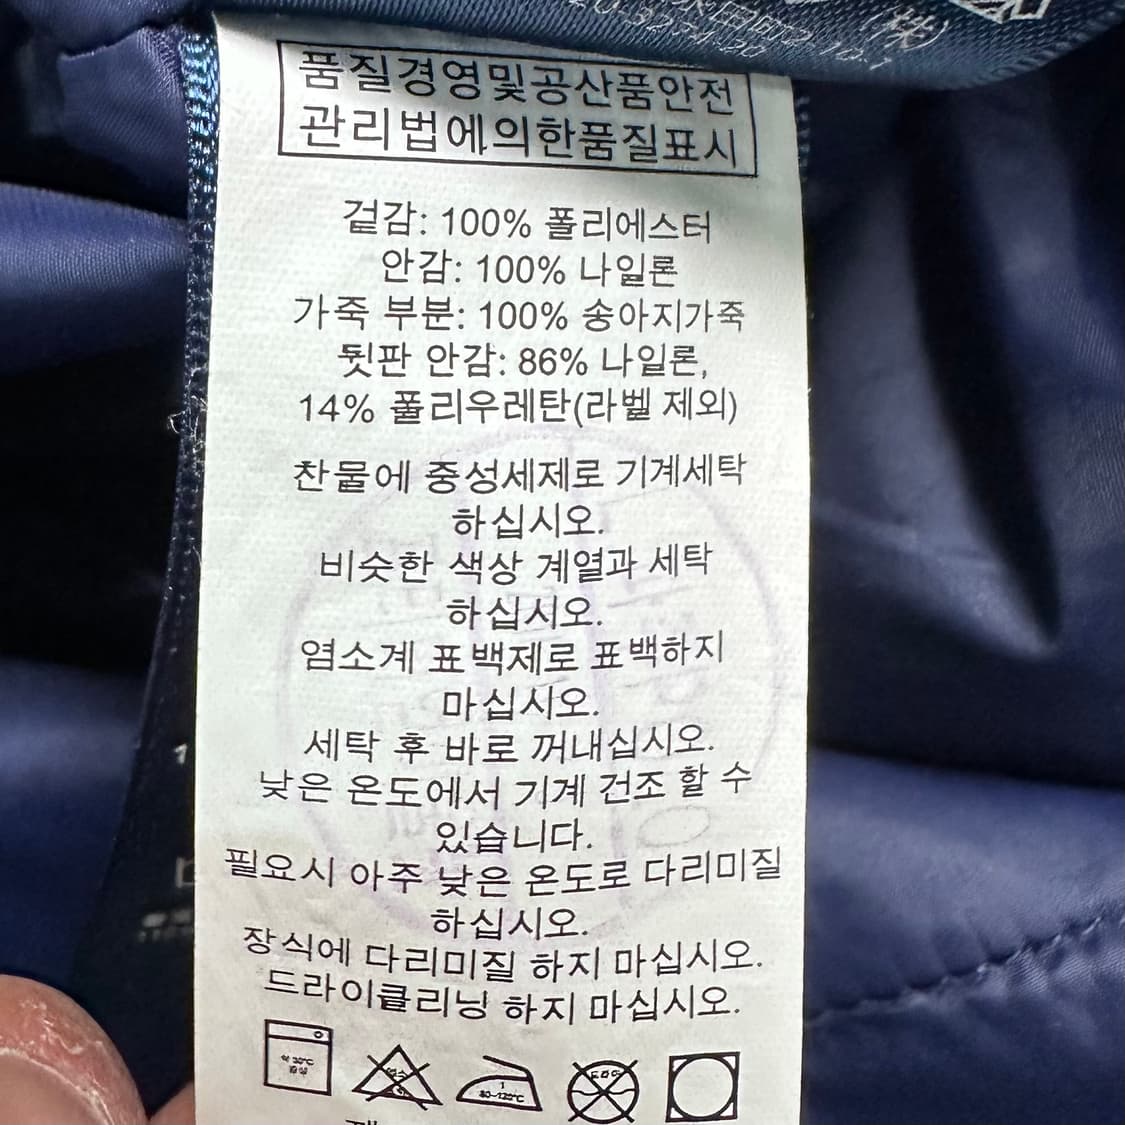 품질경영및공산품안전
관리법에의한품질표시
겉감: 100% 폴리에스터
안감: 100% 나일론
가죽 부분: 100% 송아지가죽
뒷판 안감: 86% 나일론,
14% 폴리우레탄(라벨 제외)
찬물에 중성세제로 기계세탁
하십시오.
비슷한 색상 계열과 세탁
하십시오.
염소계 표백제로 표백하지
마십시오.
세탁 후 바로 꺼내십시오.
낮은 온도에서 기계 건조 할 수
있습니다.
필요시 아주 낮은 온도로 다리미질
하십시오.
장식에 다리미질 하지 마십시오.
드라이클리닝 하지 마십시오.
약 30℃
중성
1
80~120℃